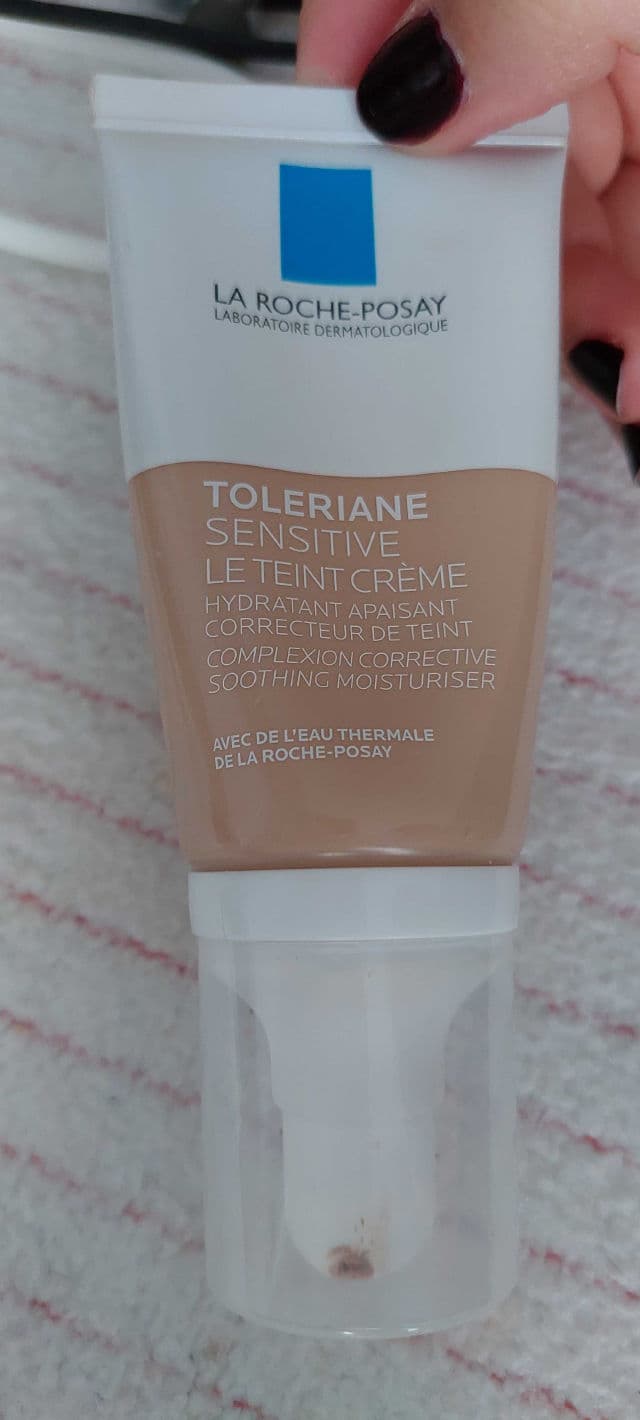 LA ROCHE-POSAY
LABORATOIRE DERMATOLOGIQUE
TOLERIANE
SENSITIVE
LE TEINT CRÈME
HYDRATANT APAISANT
CORRECTEUR DE TEINT
COMPLEXION CORRECTIVE
SOOTHING MOISTURISER
AVEC DE L'EAU THERMALE
DE LA ROCHE-POSAY